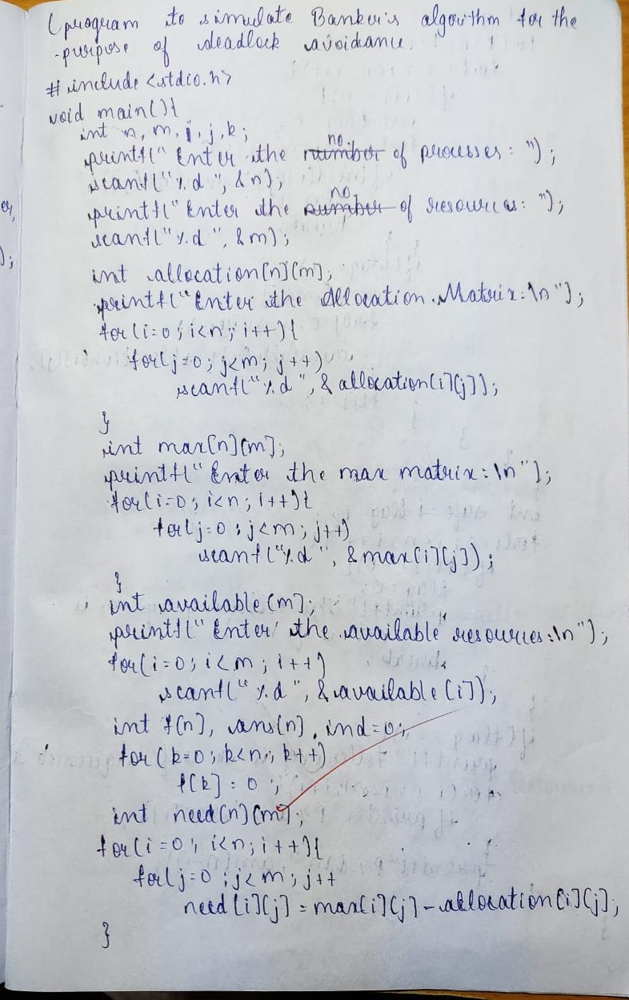 C program to simulate Banker's algorithm for the
purpose of deadlock avoidance.
# include <stdio.h>
void main(){
int n, m, i, j, k;
printf(" Enter the no. of processes: ");
scanf("%d ", &n);
printf(" Enter the no. of resources: ");
scanf("%d ", &m);
int allocation[n][m];
printf("Enter the Allocation Matrix:\n");
for(i=0; i<n; i++){
for(j=0; j<m; j++)
scanf("%d ", & allocation[i][j]);
}
int max[n][m];
printf(" Enter the max matrix:\n");
for(i=0; i<n; i++){
for(j=0; j<m; j++)
scanf("%d ", &max[i][j]);
}
int available[m];
printf(" Enter the available resources:\n");
for(i=0; i<m; i++)
scanf("%d ", &available[i]);
int f[n], ans[n], ind=0;
for(k=0; k<n; k++)
f[k] = 0;
int need[n][m];
for(i=0; i<n; i++){
for(j=0; j<m; j++
need[i][j] = max[i][j] - allocation[i][j];
}